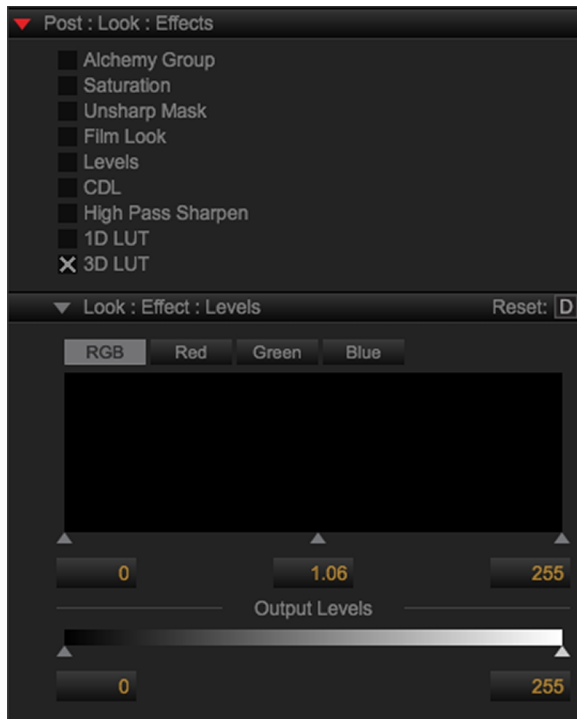 Post : Look : Effects
Alchemy Group
Saturation
Unsharp Mask
Film Look
Levels
CDL
High Pass Sharpen
1D LUT
3D LUT
Look : Effect : Levels Reset: D
RGB Red Green Blue
0 1.06 255
Output Levels
0 255